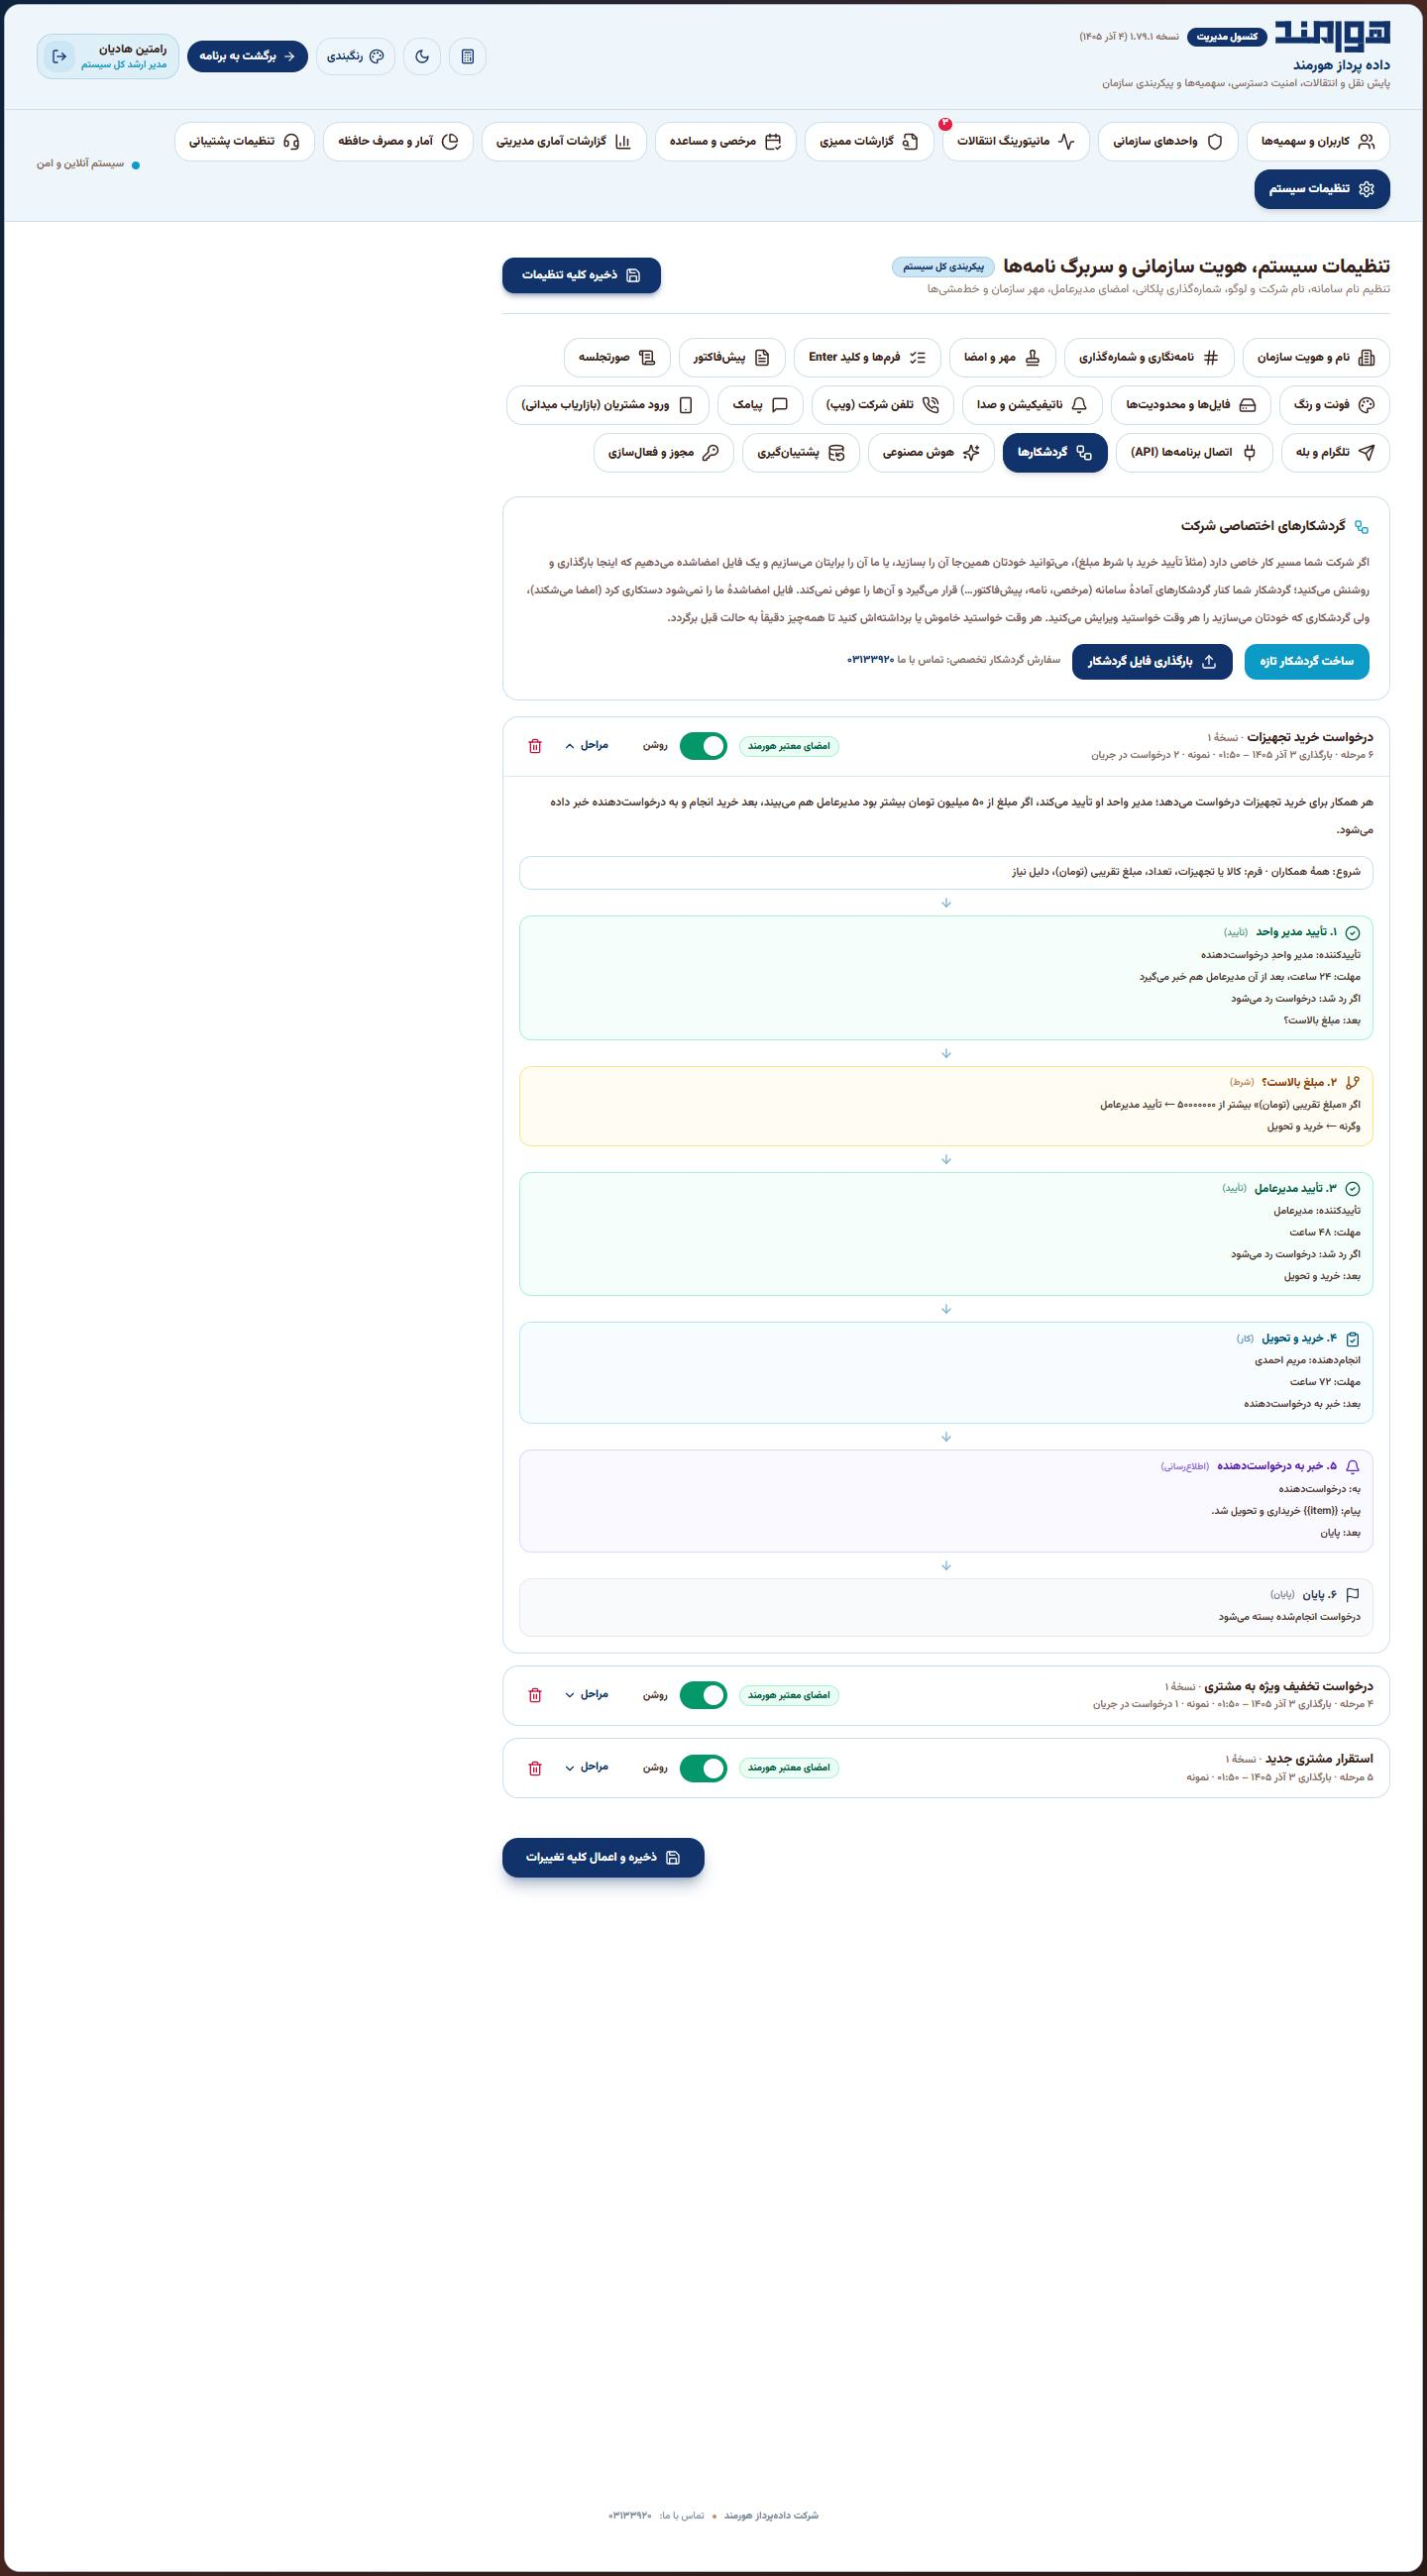 هورمند
کنسول مدیریت
نسخه ۱.۷۹.۱ (۴ آذر ۱۴۰۵)
داده پرداز هورمند
پایش نقل و انتقالات، امنیت دسترسی، سهمیه‌ها و پیکربندی سازمان
رنگبندی
برگشت به برنامه
رامتین هادیان
مدیر ارشد کل سیستم
کاربران و سهمیه‌ها
واحدهای سازمانی
مانیتورینگ انتقالات
۳
گزارشات ممیزی
مرخصی و مساعده
گزارشات آماری مدیریتی
آمار و مصرف حافظه
تنظیمات پشتیبانی
تنظیمات سیستم
سیستم آنلاین و امن
تنظیمات سیستم، هویت سازمانی و سربرگ نامه‌ها
پیکربندی کل سیستم
تنظیم نام سامانه، نام شرکت و لوگو، شماره‌گذاری پلکانی، امضای مدیرعامل، مهر سازمان و خط‌مشی‌ها
ذخیره کلیه تنظیمات
نام و هویت سازمان
نامه‌نگاری و شماره‌گذاری
مهر و امضا
فرم‌ها و کلید Enter
پیش‌فاکتور
صورتجلسه
فونت و رنگ
فایل‌ها و محدودیت‌ها
ناتیفیکیشن و صدا
تلفن شرکت (ویپ)
پیامک
ورود مشتریان (بازاریاب میدانی)
تلگرام و بله
اتصال برنامه‌ها (API)
گردشکارها
هوش مصنوعی
پشتیبان‌گیری
مجوز و فعال‌سازی
گردشکارهای اختصاصی شرکت
اگر شرکت شما مسیر کار خاصی دارد (مثلاً تأیید خرید با شرط مبلغ)، می‌توانید خودتان همین‌جا آن را بسازید، یا ما آن را برایتان می‌سازیم و یک فایل امضاشده می‌دهیم که اینجا بارگذاری و
روشنش می‌کنید؛ گردشکار شما کنار گردشکارهای آمادهٔ سامانه (مرخصی، نامه، پیش‌فاکتور…) قرار می‌گیرد و آن‌ها را عوض نمی‌کند. فایل امضاشدهٔ ما را نمی‌شود دستکاری کرد (امضا می‌شکند)،
ولی گردشکاری که خودتان می‌سازید را هر وقت خواستید ویرایش می‌کنید. هر وقت خواستید خاموش یا برداشته‌اش کنید تا همه‌چیز دقیقاً به حالت قبل برگردد.
ساخت گردشکار تازه
بارگذاری فایل گردشکار
سفارش گردشکار تخصصی: تماس با ما ۰۳۱۳۳۹۲۰
درخواست خرید تجهیزات · نسخهٔ ۱
۶ مرحله · بارگذاری ۳ آذر ۱۴۰۵ – ۰۱:۵۰ · نمونه · ۲ درخواست در جریان
امضای معتبر هورمند
روشن
مراحل
هر همکار برای خرید تجهیزات درخواست می‌دهد؛ مدیر واحد او تأیید می‌کند، اگر مبلغ از ۵۰ میلیون تومان بیشتر بود مدیرعامل هم می‌بیند، بعد خرید انجام و به درخواست‌دهنده خبر داده
می‌شود.
شروع: همهٔ همکاران · فرم: کالا یا تجهیزات، تعداد، مبلغ تقریبی (تومان)، دلیل نیاز
۱. تأیید مدیر واحد (تأیید)
تأییدکننده: مدیر واحدِ درخواست‌دهنده
مهلت: ۲۴ ساعت، بعد از آن مدیرعامل هم خبر می‌گیرد
اگر رد شد: درخواست رد می‌شود
بعد: مبلغ بالاست؟
۲. مبلغ بالاست؟ (شرط)
اگر «مبلغ تقریبی (تومان)» بیشتر از ۵۰۰۰۰۰۰۰ ← تأیید مدیرعامل
وگرنه ← خرید و تحویل
۳. تأیید مدیرعامل (تأیید)
تأییدکننده: مدیرعامل
مهلت: ۴۸ ساعت
اگر رد شد: درخواست رد می‌شود
بعد: خرید و تحویل
۴. خرید و تحویل (کار)
انجام‌دهنده: مریم احمدی
مهلت: ۷۲ ساعت
بعد: خبر به درخواست‌دهنده
۵. خبر به درخواست‌دهنده (اطلاع‌رسانی)
به: درخواست‌دهنده
پیام: {{item}} خریداری و تحویل شد.
بعد: پایان
۶. پایان (پایان)
درخواست انجام‌شده بسته می‌شود
درخواست تخفیف ویژه به مشتری · نسخهٔ ۱
۴ مرحله · بارگذاری ۳ آذر ۱۴۰۵ – ۰۱:۵۰ · نمونه · ۱ درخواست در جریان
امضای معتبر هورمند
روشن
مراحل
استقرار مشتری جدید · نسخهٔ ۱
۵ مرحله · بارگذاری ۳ آذر ۱۴۰۵ – ۰۱:۵۰ · نمونه
امضای معتبر هورمند
روشن
مراحل
ذخیره و اعمال کلیه تغییرات
شرکت داده‌پرداز هورمند • تماس با ما: ۰۳۱۳۳۹۲۰